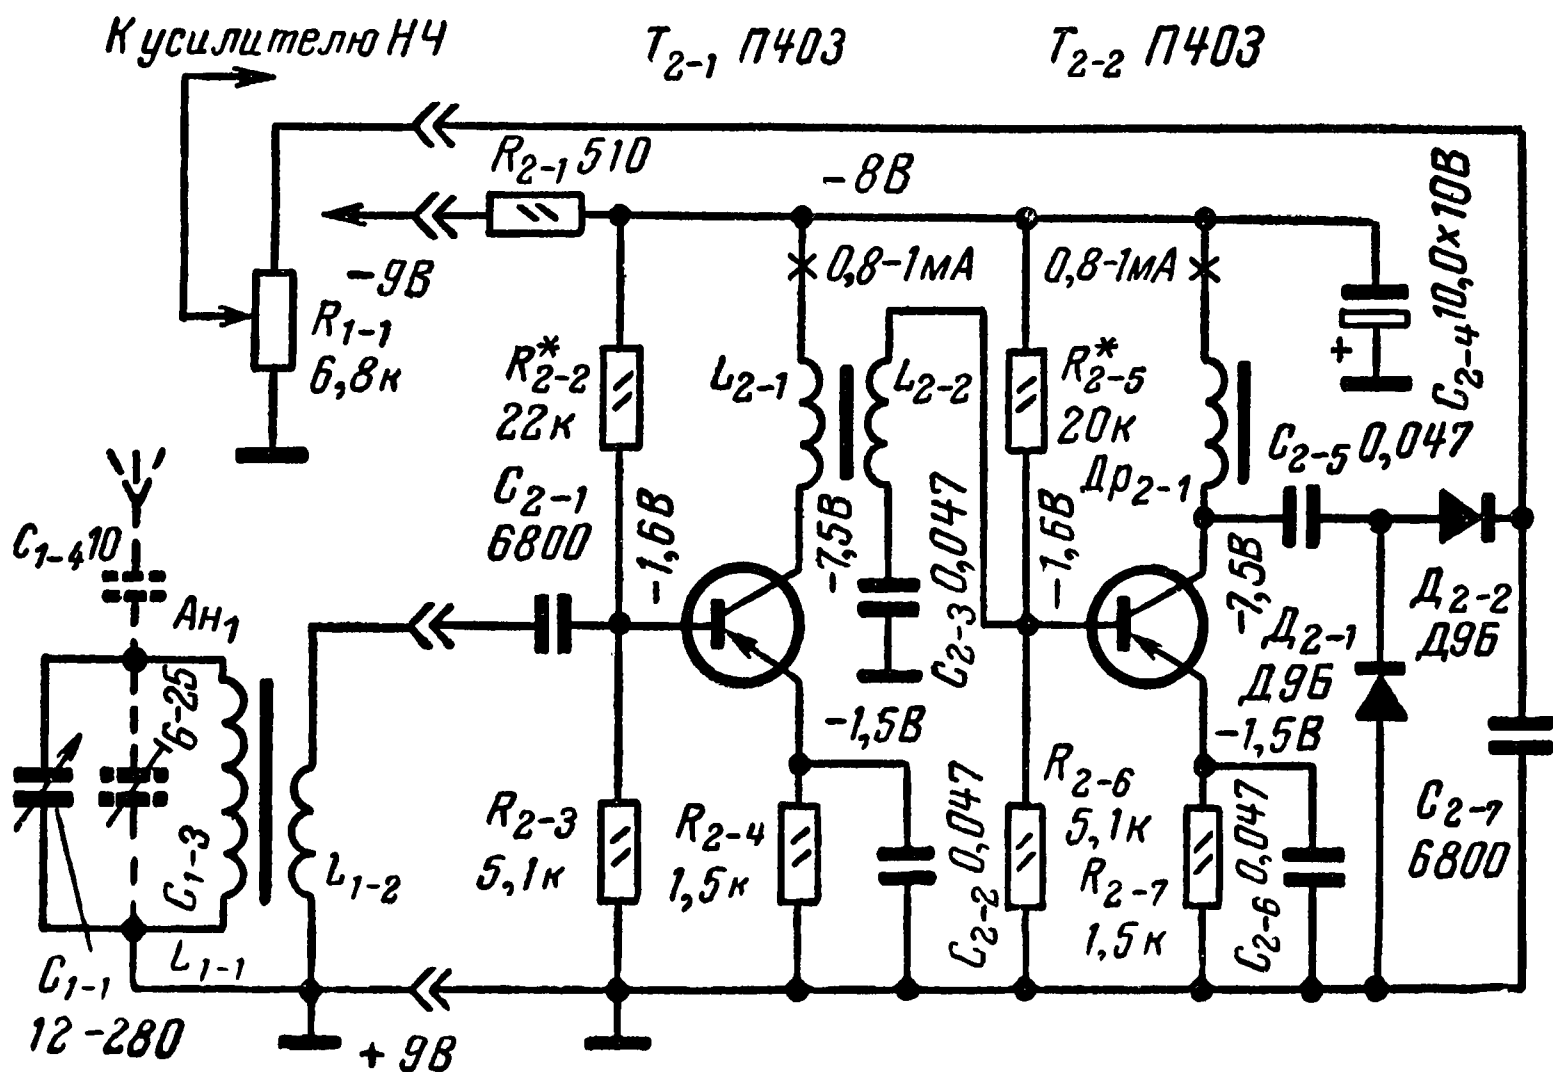 К усилителю НЧ
T2-1 П403
T2-2 П403
R2-1 510
-8В
-9В
R1-1
6,8к
0,8-1мА
0,8-1мА
C2-4 10,0×10В
+
R*2-2
22к
L2-1
L2-2
R*2-5
20к
Др2-1
C2-5 0,047
C2-1
6800
-1,6В
-7,5В
C2-3 0,047
-1,6В
-7,5В
C1-4 10
Ан1
Д2-1
Д9Б
Д2-2
Д9Б
6-25
-1,5В
-1,5В
C1-3
L1-2
R2-3
5,1к
R2-4
1,5к
C2-2 0,047
R2-6
5,1к
R2-7
1,5к
C2-6 0,047
C2-7
6800
L1-1
C1-1
12-280
+9В